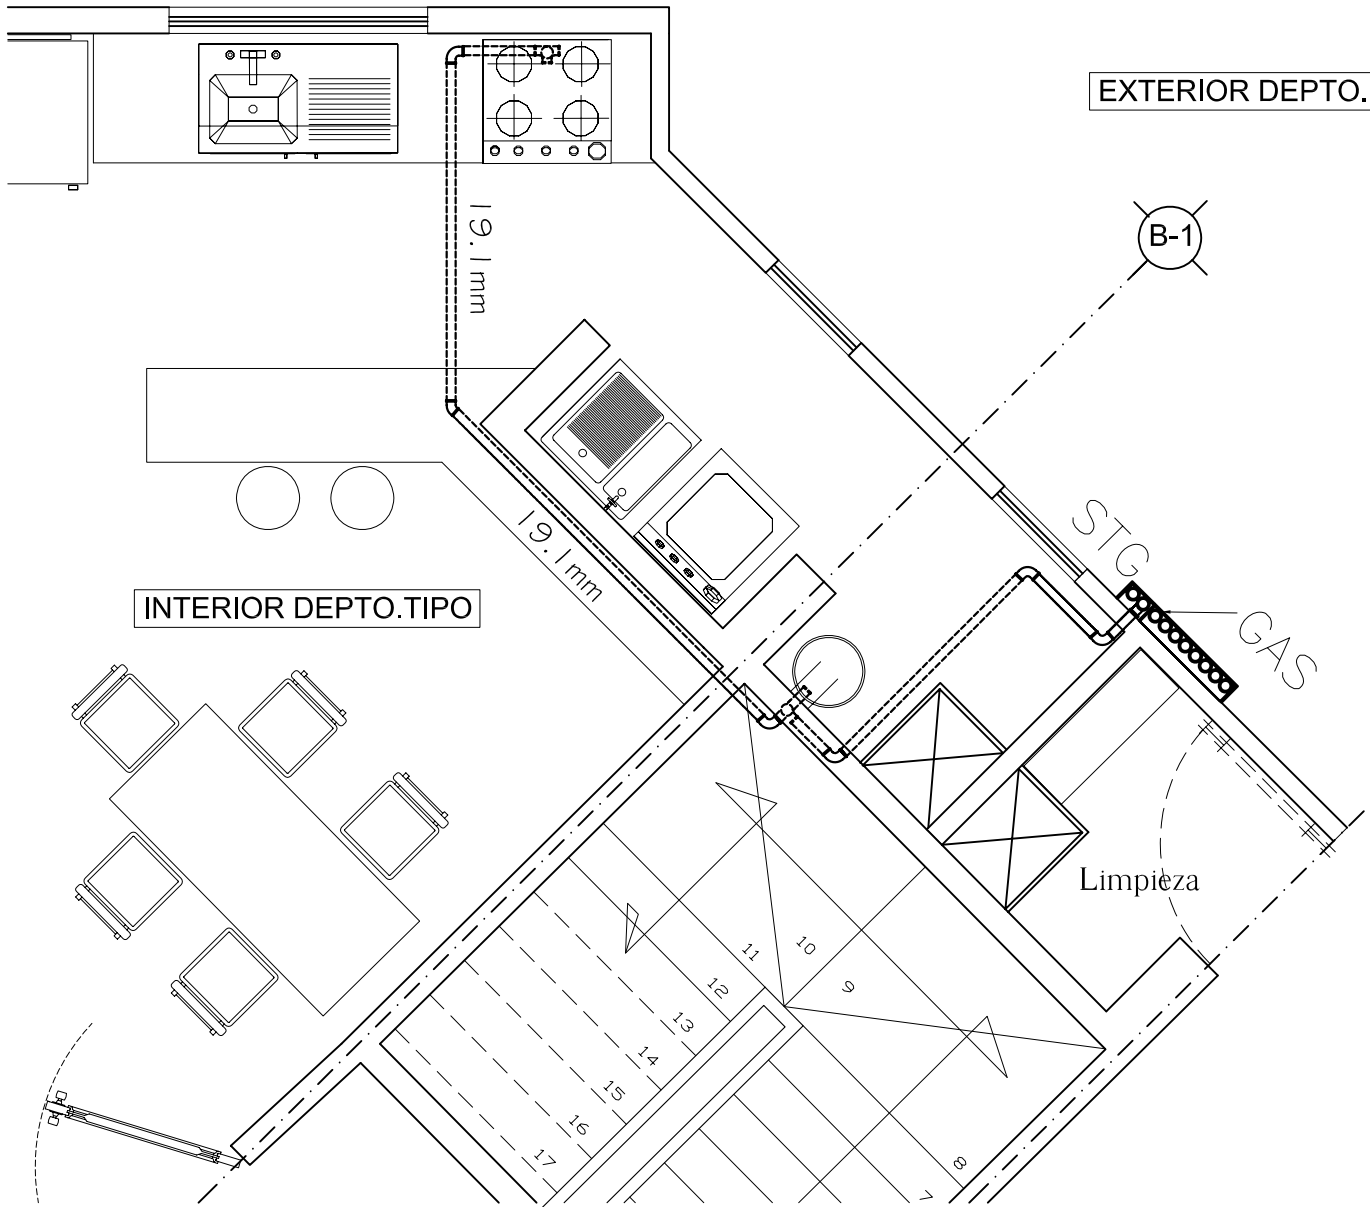 EXTERIOR DEPTO.
B-1
19.1mm
STG
19.1mm
INTERIOR DEPTO.TIPO
GAS
Limpieza
11
10
9
12
13
14
15
16
17
8
7